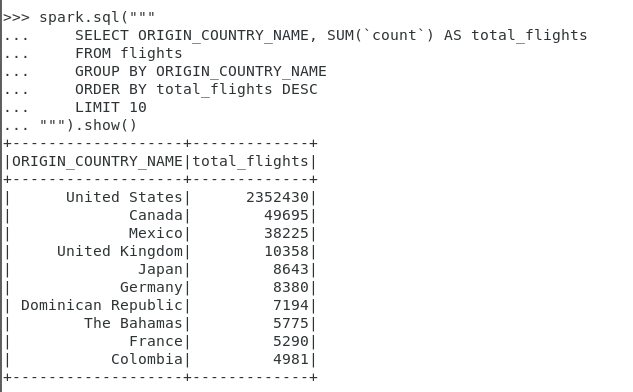 >>> spark.sql("""
...     SELECT ORIGIN_COUNTRY_NAME, SUM(`count`) AS total_flights
...     FROM flights
...     GROUP BY ORIGIN_COUNTRY_NAME
...     ORDER BY total_flights DESC
...     LIMIT 10
... """).show()
+-------------------+-------------+
|ORIGIN_COUNTRY_NAME|total_flights|
+-------------------+-------------+
|      United States|      2352430|
|             Canada|        49695|
|             Mexico|        38225|
|     United Kingdom|        10358|
|              Japan|         8643|
|            Germany|         8380|
| Dominican Republic|         7194|
|        The Bahamas|         5775|
|             France|         5290|
|           Colombia|         4981|
+-------------------+-------------+